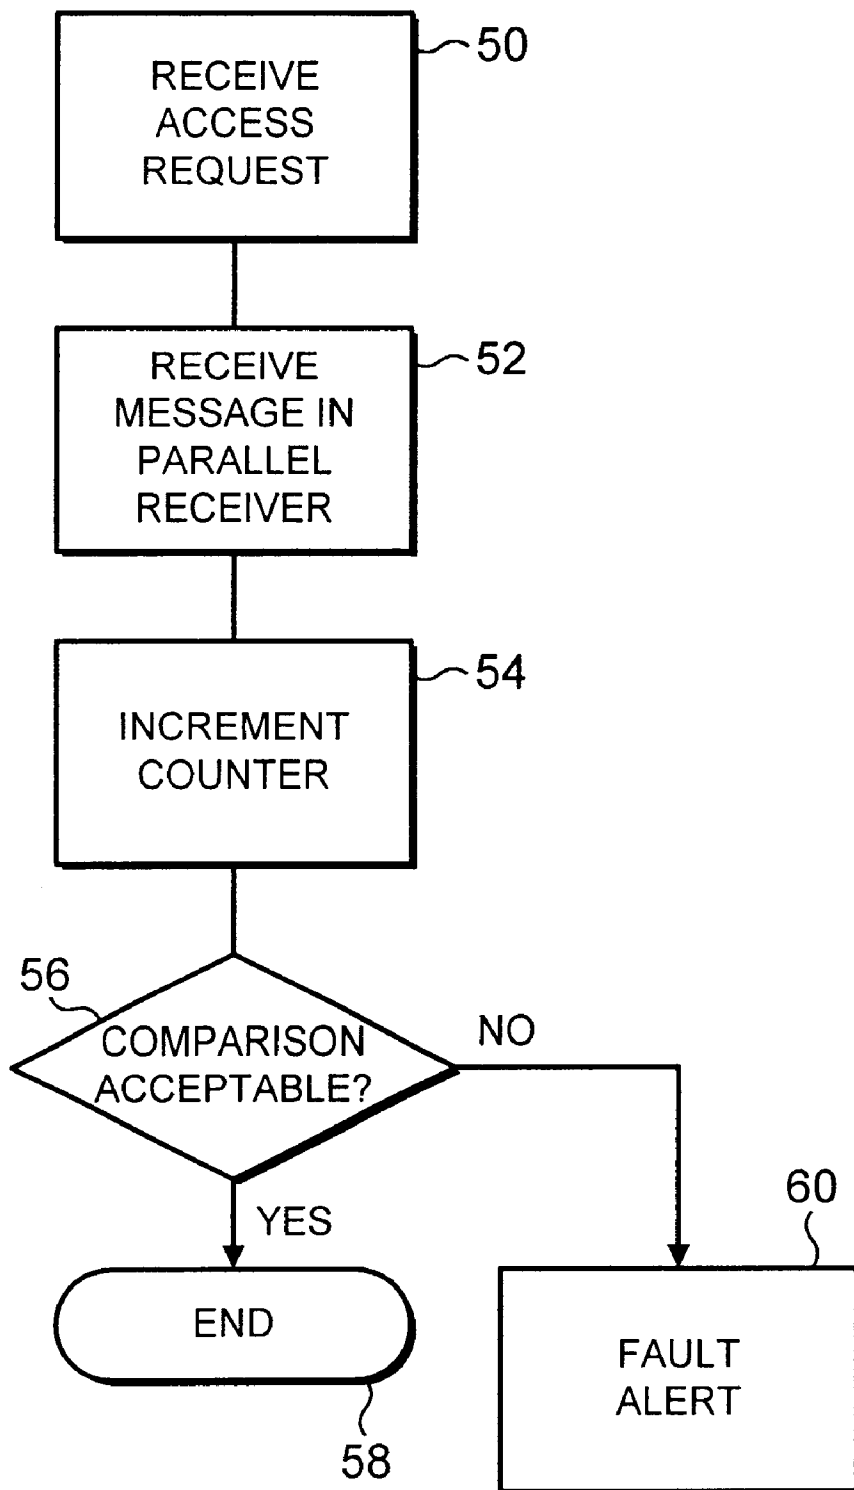 50
RECEIVE
ACCESS
REQUEST
52
RECEIVE
MESSAGE IN
PARALLEL
RECEIVER
54
INCREMENT
COUNTER
56
COMPARISON
ACCEPTABLE?
NO
YES
60
END
58
FAULT
ALERT